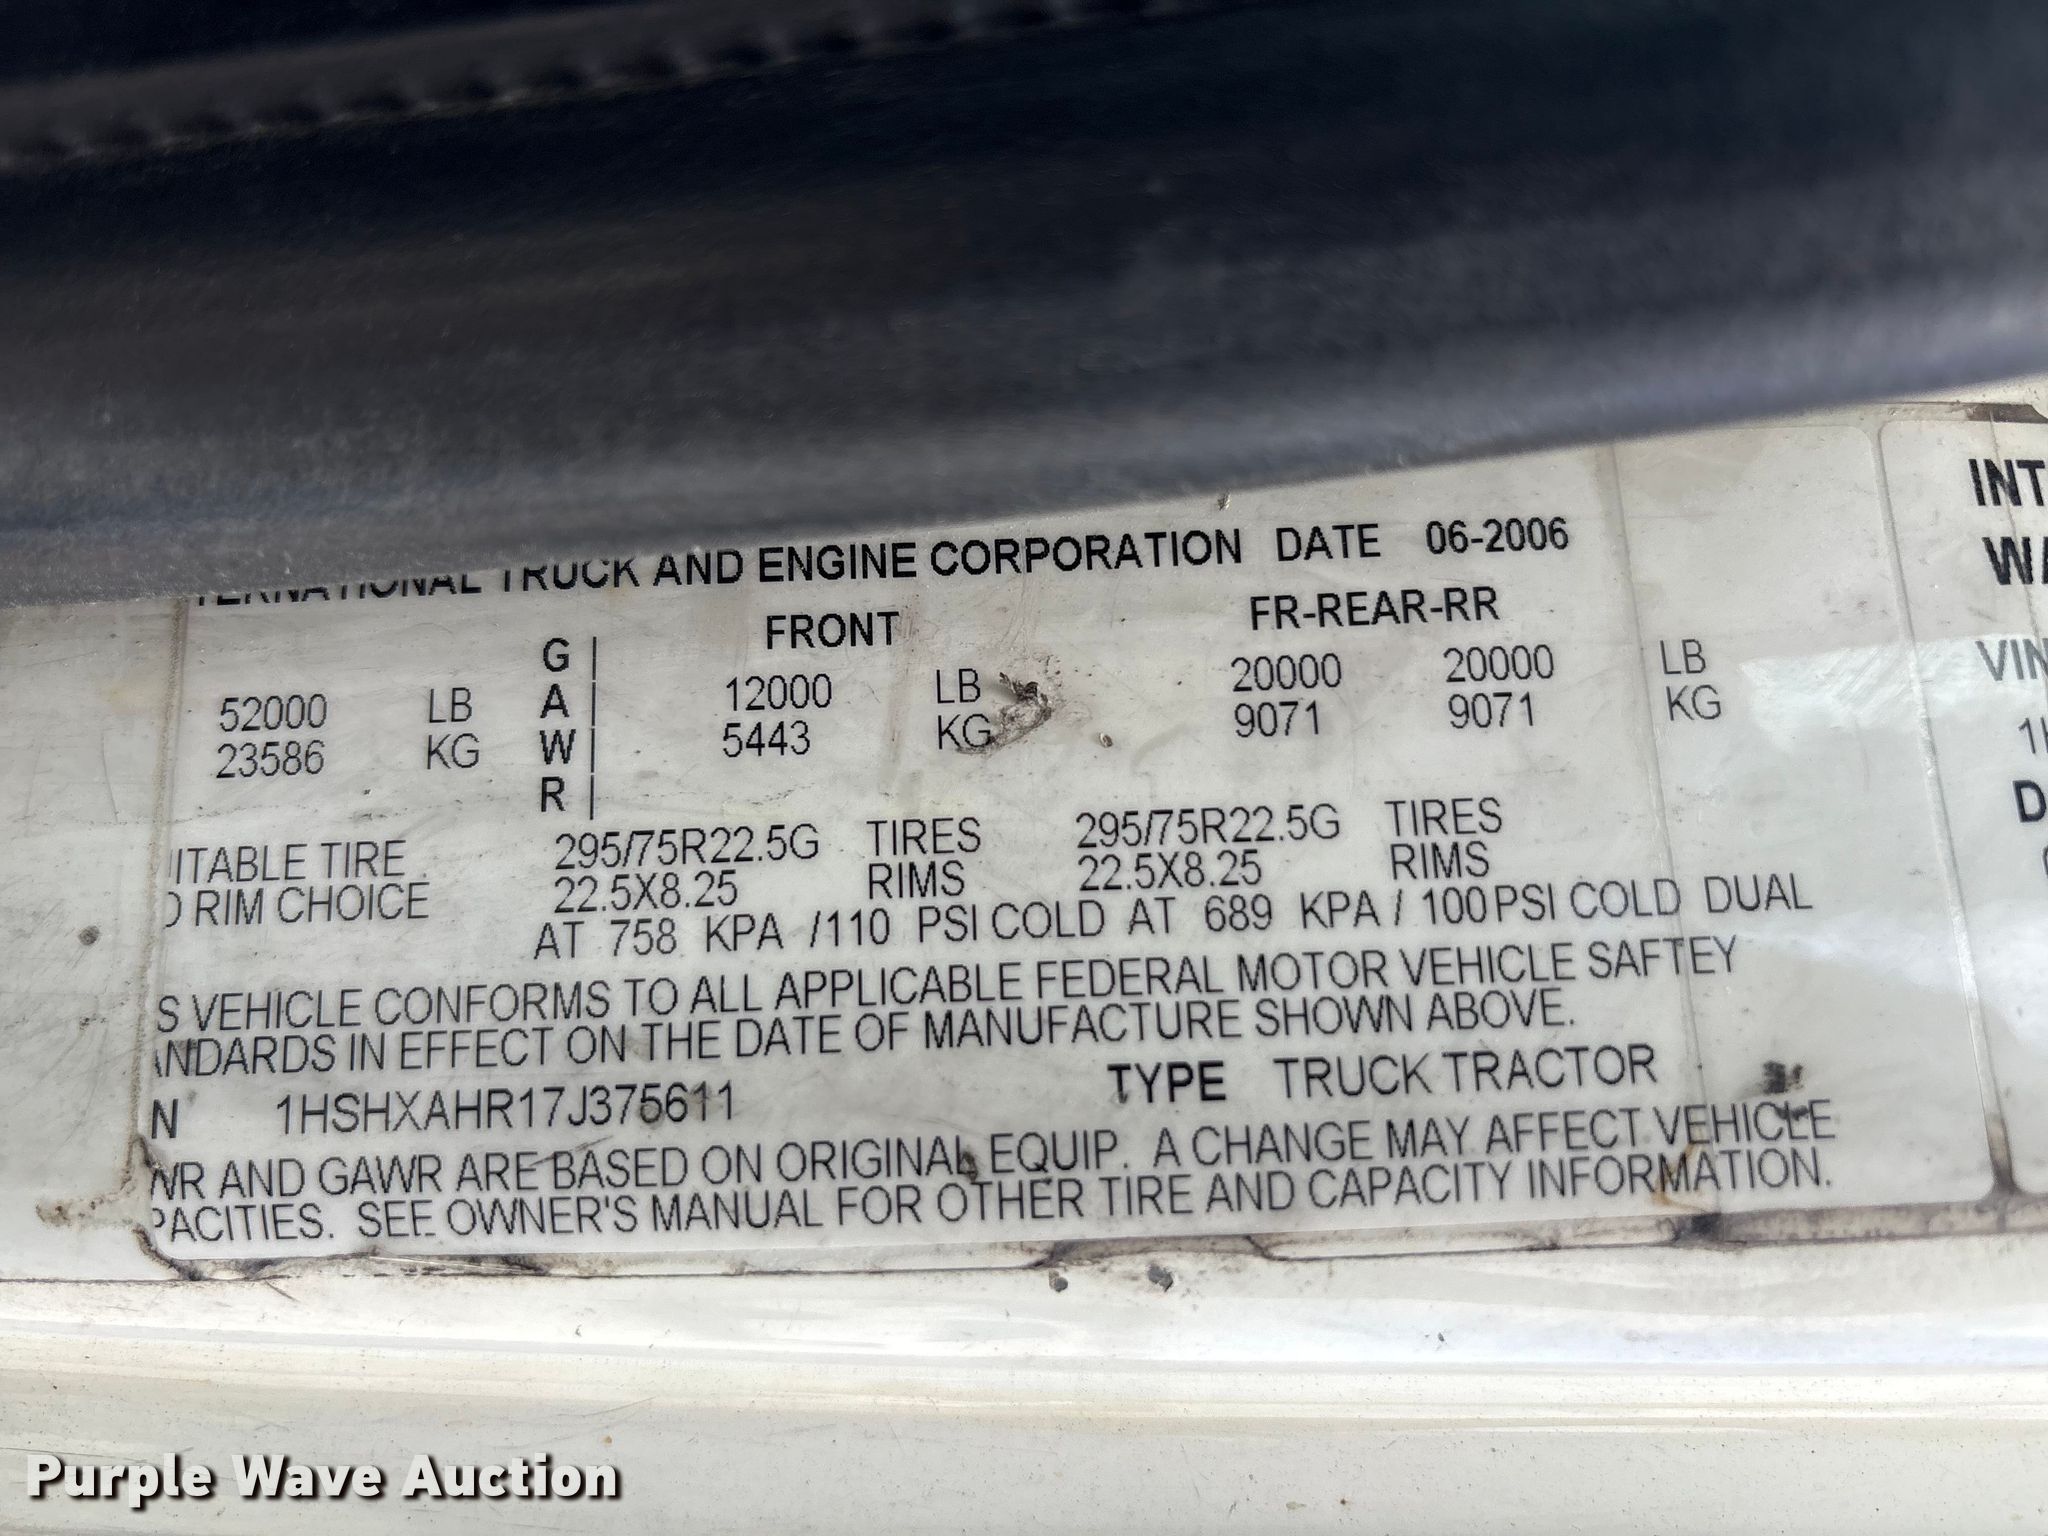 TERNATIONAL TRUCK AND ENGINE CORPORATION DATE 06-2006
G | FRONT FR-REAR-RR
52000 LB A | 12000 LB 20000 20000 LB
23586 KG W | 5443 KG 9071 9071 KG
R |
ITABLE TIRE 295/75R22.5G TIRES 295/75R22.5G TIRES
D RIM CHOICE 22.5X8.25 RIMS 22.5X8.25 RIMS
AT 758 KPA /110 PSI COLD AT 689 KPA / 100PSI COLD DUAL
S VEHICLE CONFORMS TO ALL APPLICABLE FEDERAL MOTOR VEHICLE SAFTEY
ANDARDS IN EFFECT ON THE DATE OF MANUFACTURE SHOWN ABOVE.
N 1HSHXAHR17J375611 TYPE TRUCK TRACTOR
WR AND GAWR ARE BASED ON ORIGINAL EQUIP. A CHANGE MAY AFFECT VEHICLE
PACITIES. SEE OWNER'S MANUAL FOR OTHER TIRE AND CAPACITY INFORMATION.
INT
WA
VIN
1H
D
Purple Wave Auction